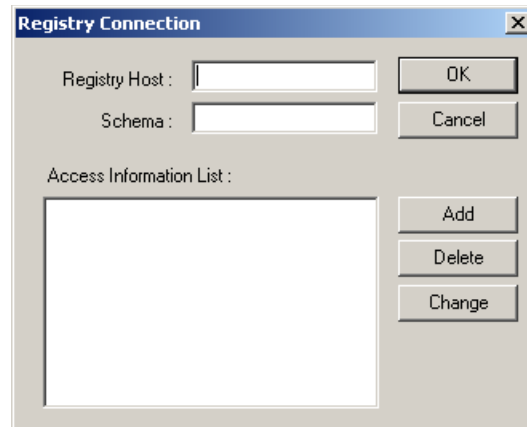 Registry Connection
Registry Host :
OK
Schema :
Cancel
Access Information List :
Add
Delete
Change